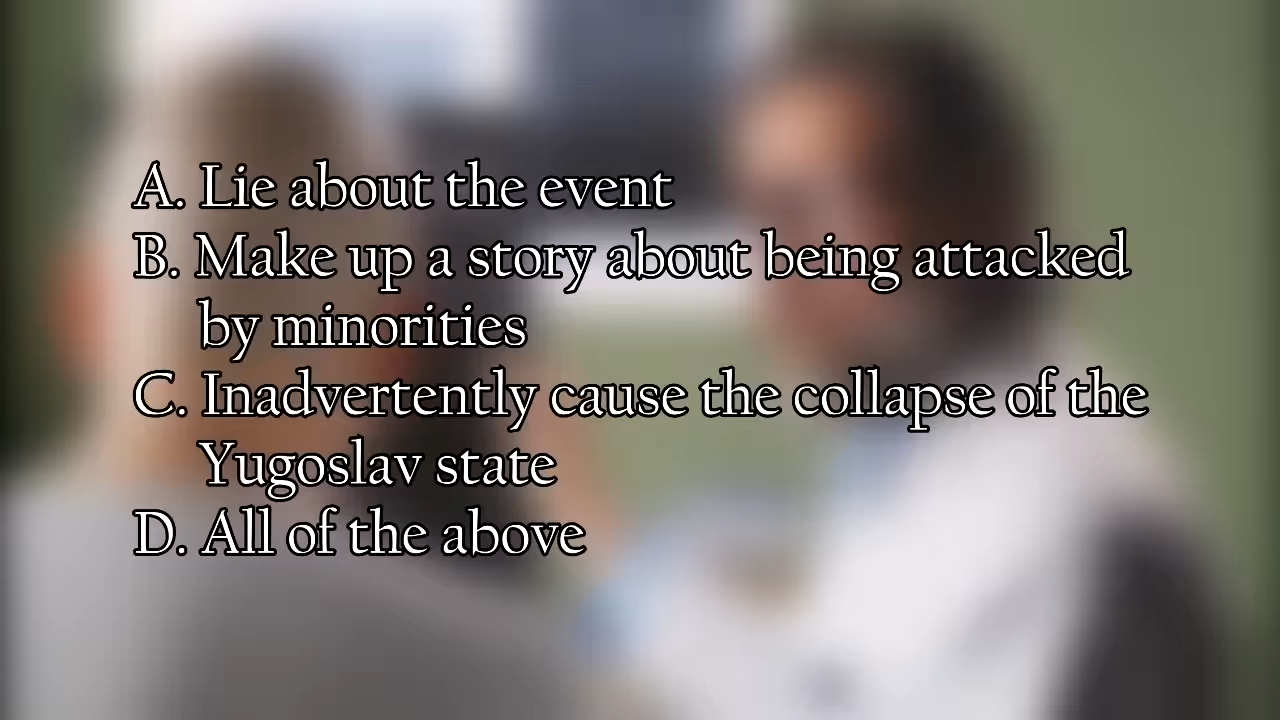 A. Lie about the event
B. Make up a story about being attacked
by minorities
C. Inadvertently cause the collapse of the
Yugoslav state
D. All of the above